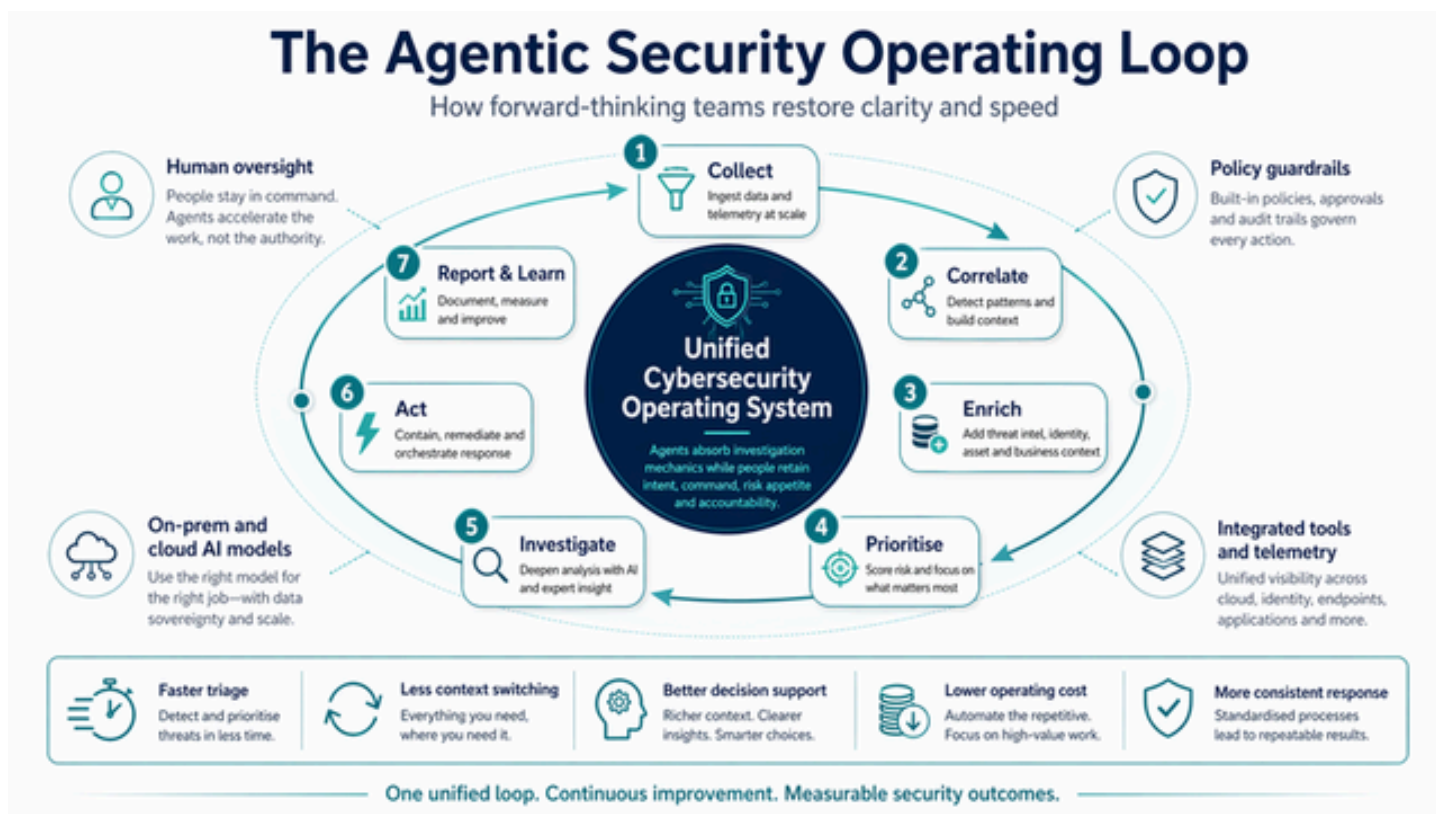 The Agentic Security Operating Loop
How forward-thinking teams restore clarity and speed
Human oversight
People stay in command.
Agents accelerate the
work, not the authority.
Policy guardrails
Built-in policies, approvals
and audit trails govern
every action.
1
Collect
Ingest data and
telemetry at scale
2
Correlate
Detect patterns and
build context
3
Enrich
Add threat intel, identity,
asset and business context
4
Prioritise
Score risk and focus on
what matters most
5
Investigate
Deepen analysis with AI
and expert insight
6
Act
Contain, remediate and
orchestrate response
7
Report & Learn
Document, measure
and improve
Unified
Cybersecurity
Operating System
Agents absorb investigation
mechanics while people retain
intent, command, risk appetite
and accountability.
On-prem and
cloud AI models
Use the right model for
the right job—with data
sovereignty and scale.
Integrated tools
and telemetry
Unified visibility across
cloud, identity, endpoints,
applications and more.
Faster triage
Detect and prioritise
threats in less time.
Less context switching
Everything you need,
where you need it.
Better decision support
Richer context. Clearer
insights. Smarter choices.
Lower operating cost
Automate the repetitive.
Focus on high-value work.
More consistent response
Standardised processes
lead to repeatable results.
One unified loop. Continuous improvement. Measurable security outcomes.